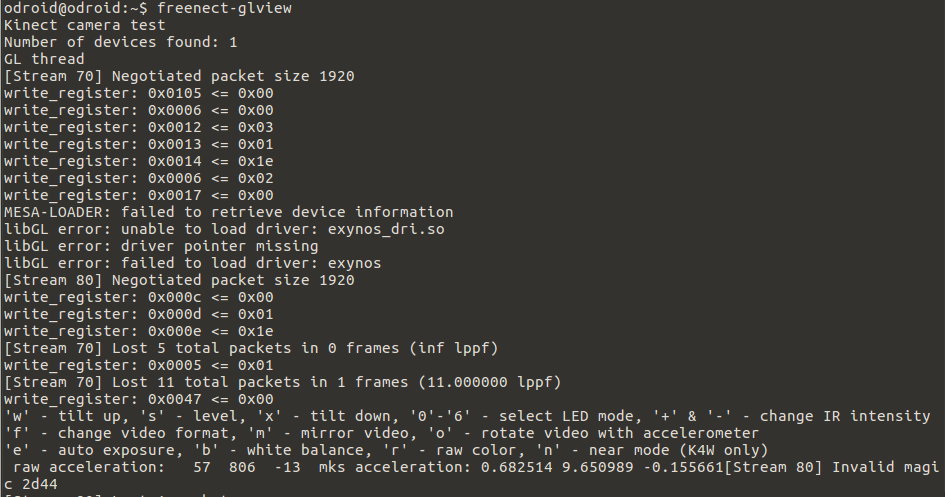 odroid@odroid:~$ freenect-glview
Kinect camera test
Number of devices found: 1
GL thread
[Stream 70] Negotiated packet size 1920
write_register: 0x0105 <= 0x00
write_register: 0x0006 <= 0x00
write_register: 0x0012 <= 0x03
write_register: 0x0013 <= 0x01
write_register: 0x0014 <= 0x1e
write_register: 0x0006 <= 0x02
write_register: 0x0017 <= 0x00
MESA-LOADER: failed to retrieve device information
libGL error: unable to load driver: exynos_dri.so
libGL error: driver pointer missing
libGL error: failed to load driver: exynos
[Stream 80] Negotiated packet size 1920
write_register: 0x000c <= 0x00
write_register: 0x000d <= 0x01
write_register: 0x000e <= 0x1e
[Stream 70] Lost 5 total packets in 0 frames (inf lppf)
write_register: 0x0005 <= 0x01
[Stream 70] Lost 11 total packets in 1 frames (11.000000 lppf)
write_register: 0x0047 <= 0x00
'w' - tilt up, 's' - level, 'x' - tilt down, '0'-'6' - select LED mode, '+' & '-' - change IR intensity
'f' - change video format, 'm' - mirror video, 'o' - rotate video with accelerometer
'e' - auto exposure, 'b' - white balance, 'r' - raw color, 'n' - near mode (K4W only)
 raw acceleration:   57  806  -13  mks acceleration: 0.682514 9.650989 -0.155661[Stream 80] Invalid magi
c 2d44